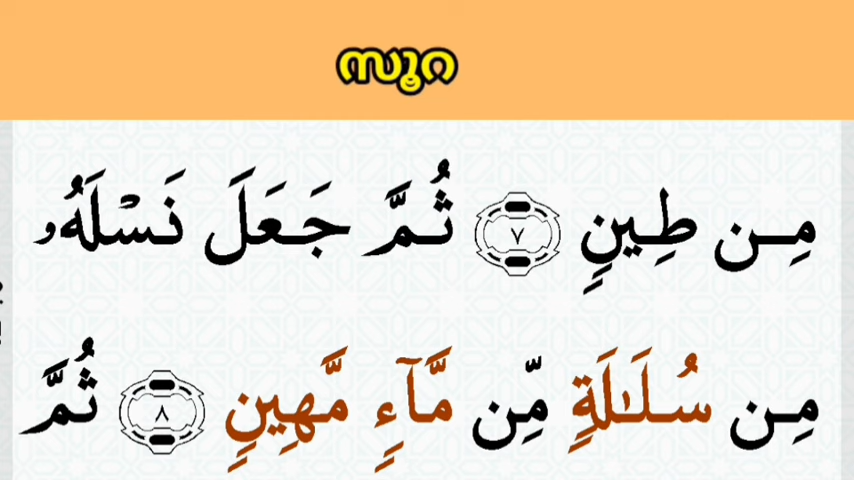 സൂറ
مِن طِينٍ ٧ ثُمَّ جَعَلَ نَسْلَهُۥ
مِن سُلَـٰلَةٍ مِّن مَّآءٍ مَّهِينٍ ٨ ثُمَّ